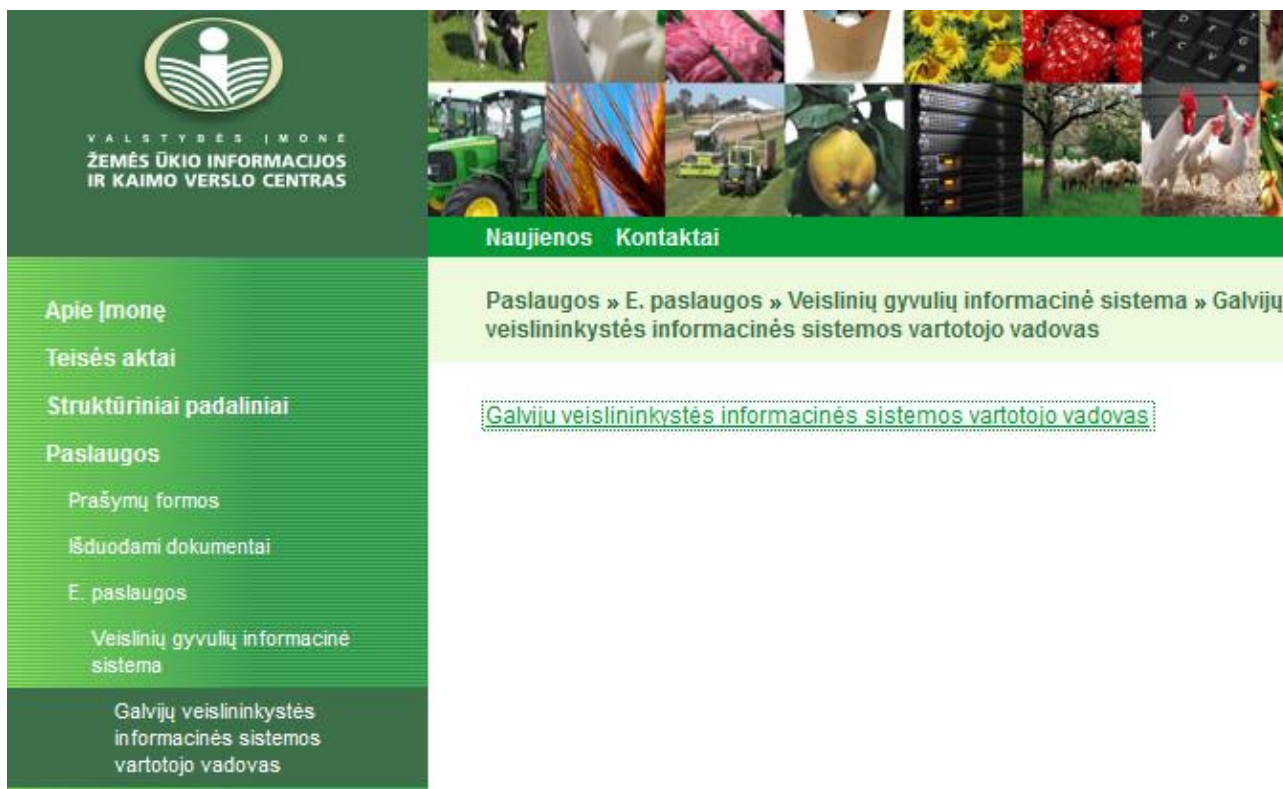 VALSTYBĖS ĮMONĖ
ŽEMĖS ŪKIO INFORMACIJOS
IR KAIMO VERSLO CENTRAS
Naujienos Kontaktai
Apie Įmonę
Teisės aktai
Struktūriniai padaliniai
Paslaugos
Prašymų formos
Išduodami dokumentai
E. paslaugos
Veislinių gyvulių informacinė
sistema
Galvijų veislininkystės
informacinės sistemos
vartotojo vadovas
Paslaugos » E. paslaugos » Veislinių gyvulių informacinė sistema » Galvijų
veislininkystės informacinės sistemos vartotojo vadovas
Galviju veislininkystės informacinės sistemos vartotojo vadovas